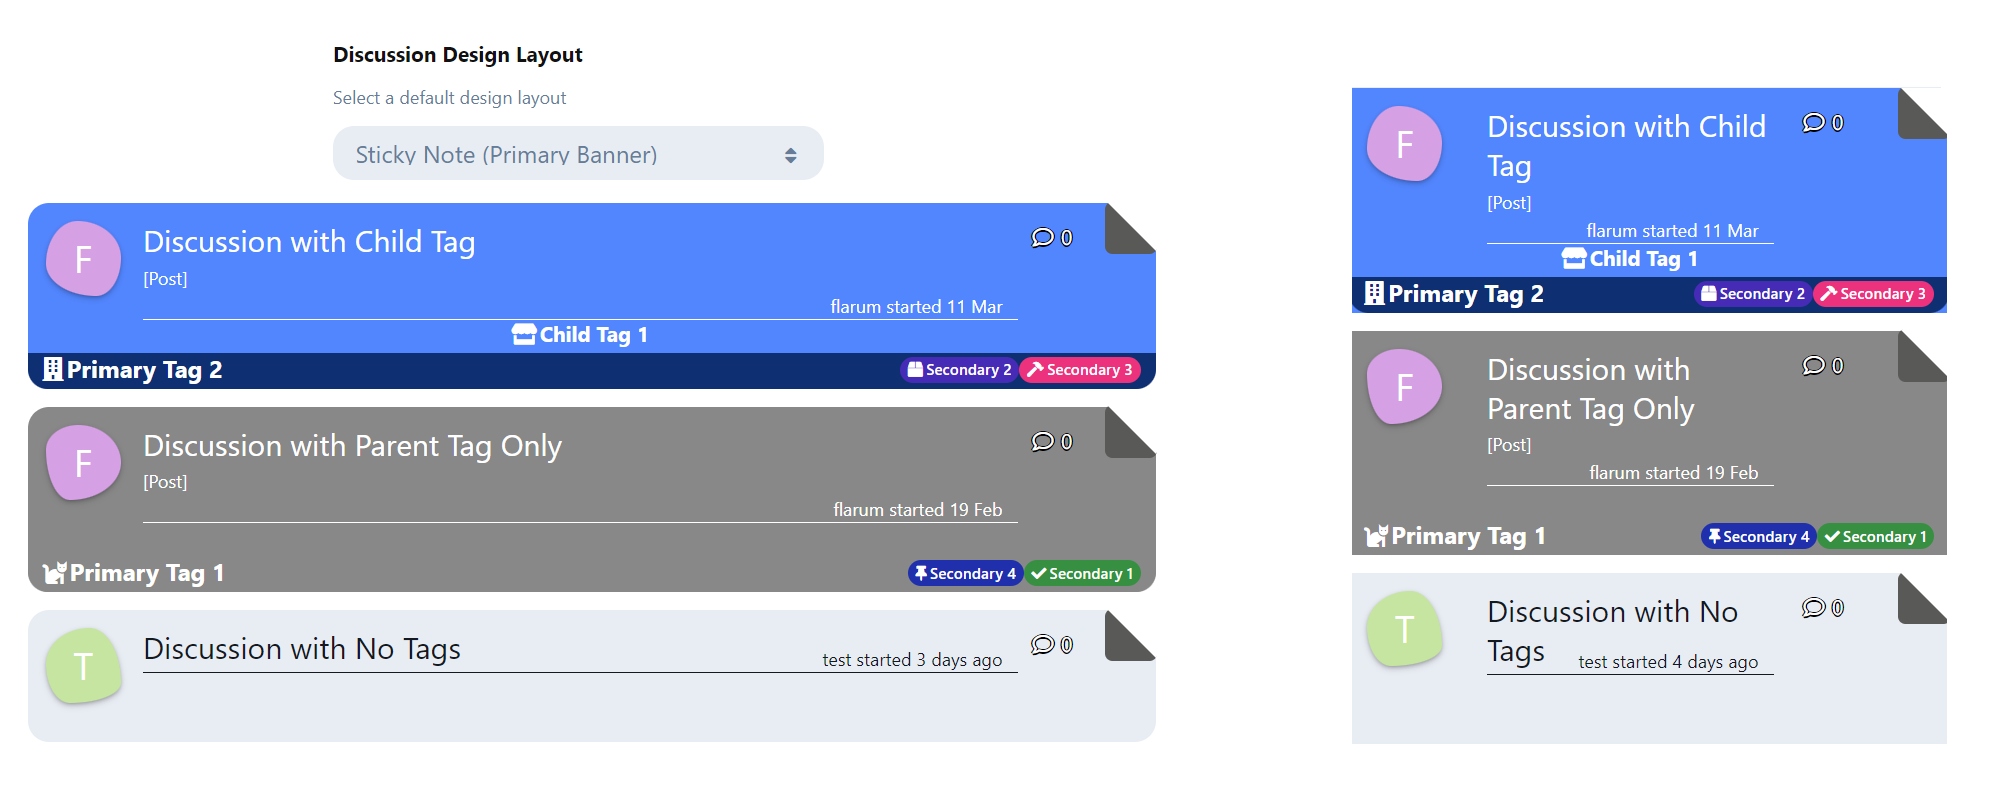 Discussion Design Layout
Select a default design layout
Sticky Note (Primary Banner)
F
Discussion with Child Tag
0
[Post]
flarum started 11 Mar
Child Tag 1
Primary Tag 2
Secondary 2
Secondary 3
F
Discussion with Parent Tag Only
0
[Post]
flarum started 19 Feb
Primary Tag 1
Secondary 4
Secondary 1
T
Discussion with No Tags
0
test started 3 days ago
F
Discussion with Child
Tag
0
[Post]
flarum started 11 Mar
Child Tag 1
Primary Tag 2
Secondary 2
Secondary 3
F
Discussion with
Parent Tag Only
0
[Post]
flarum started 19 Feb
Primary Tag 1
Secondary 4
Secondary 1
T
Discussion with No
Tags
0
test started 4 days ago